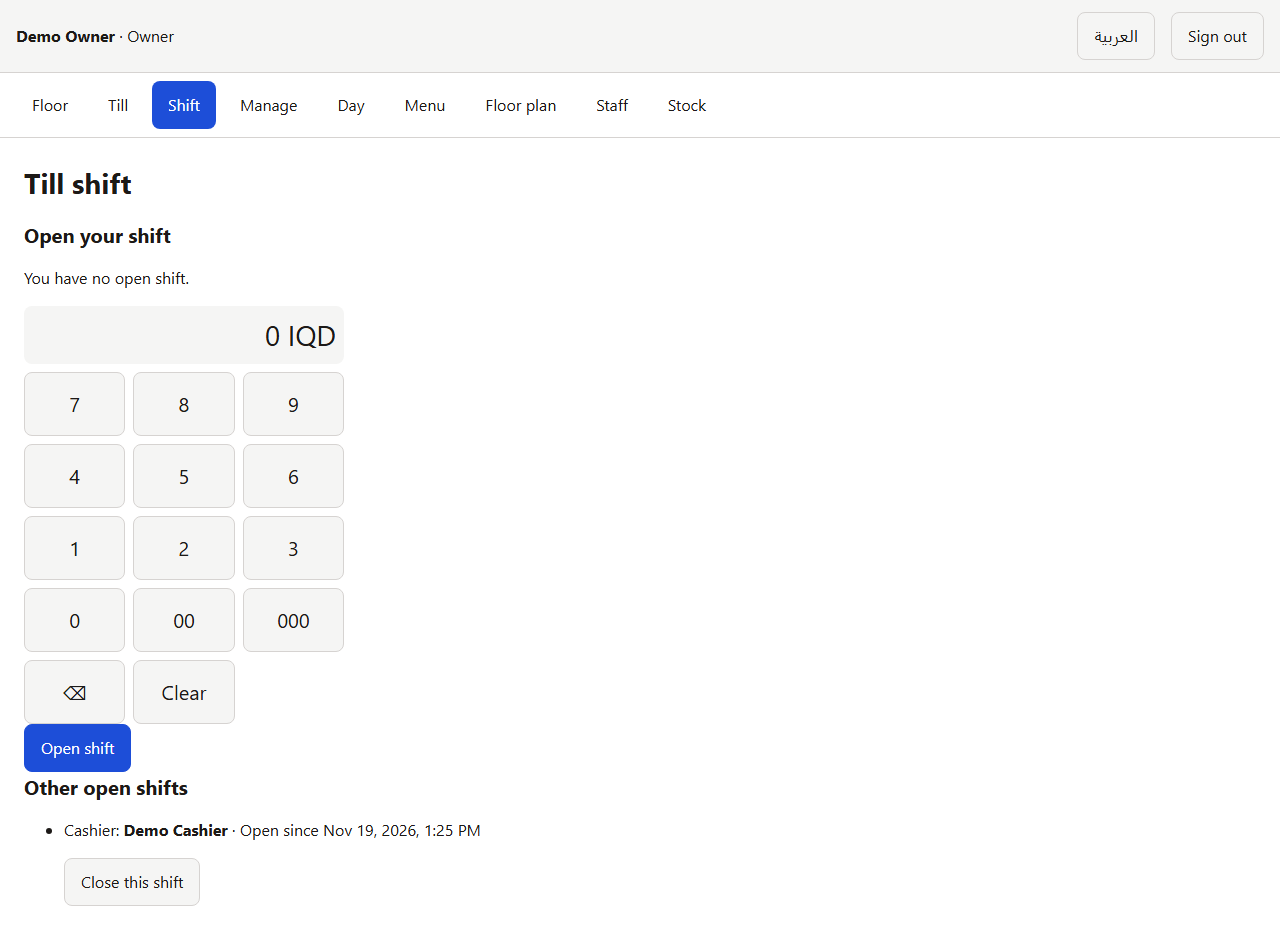 Demo Owner · Owner
العربية
Sign out
Floor
Till
Shift
Manage
Day
Menu
Floor plan
Staff
Stock
Till shift
Open your shift
You have no open shift.
0 IQD
7 8 9
4 5 6
1 2 3
0 00 000
⌫ Clear
Open shift
Other open shifts
Cashier: Demo Cashier · Open since Nov 19, 2026, 1:25 PM
Close this shift